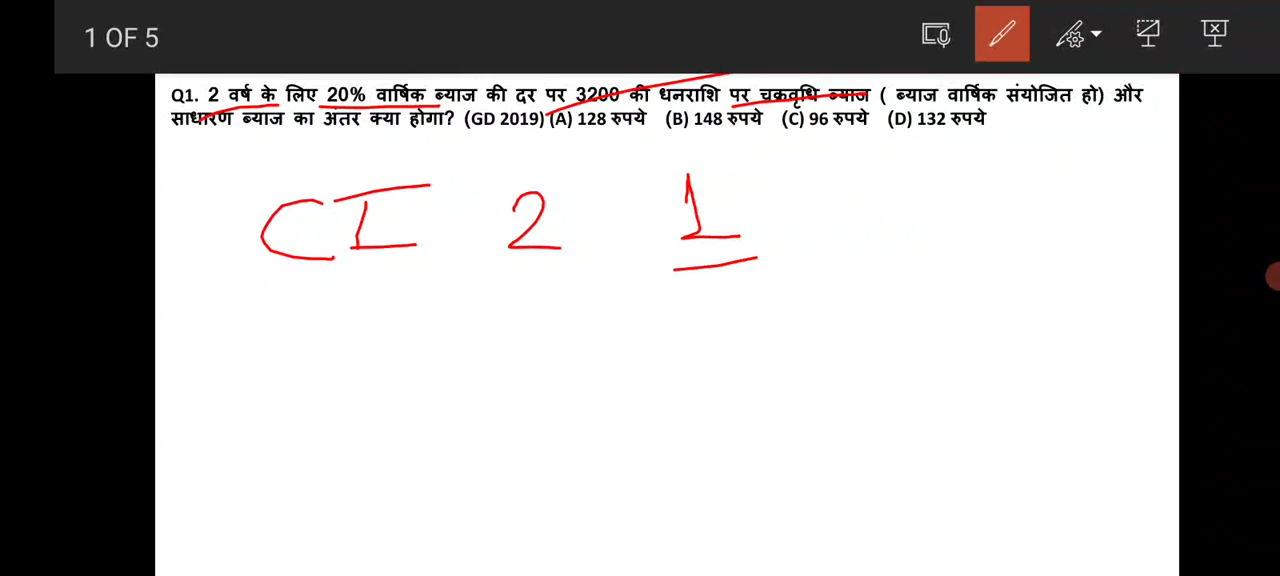 1 OF 5
Q1. 2 वर्ष के लिए 20% वार्षिक ब्याज की दर पर 3200 की धनराशि पर चक्रवृधि ब्याज ( ब्याज वार्षिक संयोजित हो) और
साधारण ब्याज का अंतर क्या होगा? (GD 2019) (A) 128 रुपये (B) 148 रुपये (C) 96 रुपये (D) 132 रुपये
CI 2 1